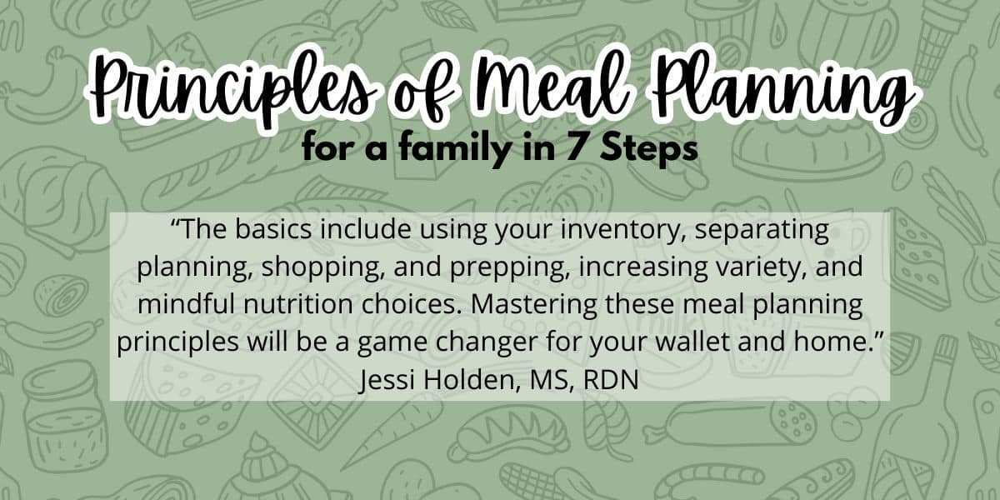 Principles of Meal Planning
for a family in 7 Steps
“The basics include using your inventory, separating
planning, shopping, and prepping, increasing variety, and
mindful nutrition choices. Mastering these meal planning
principles will be a game changer for your wallet and home.”
Jessi Holden, MS, RDN